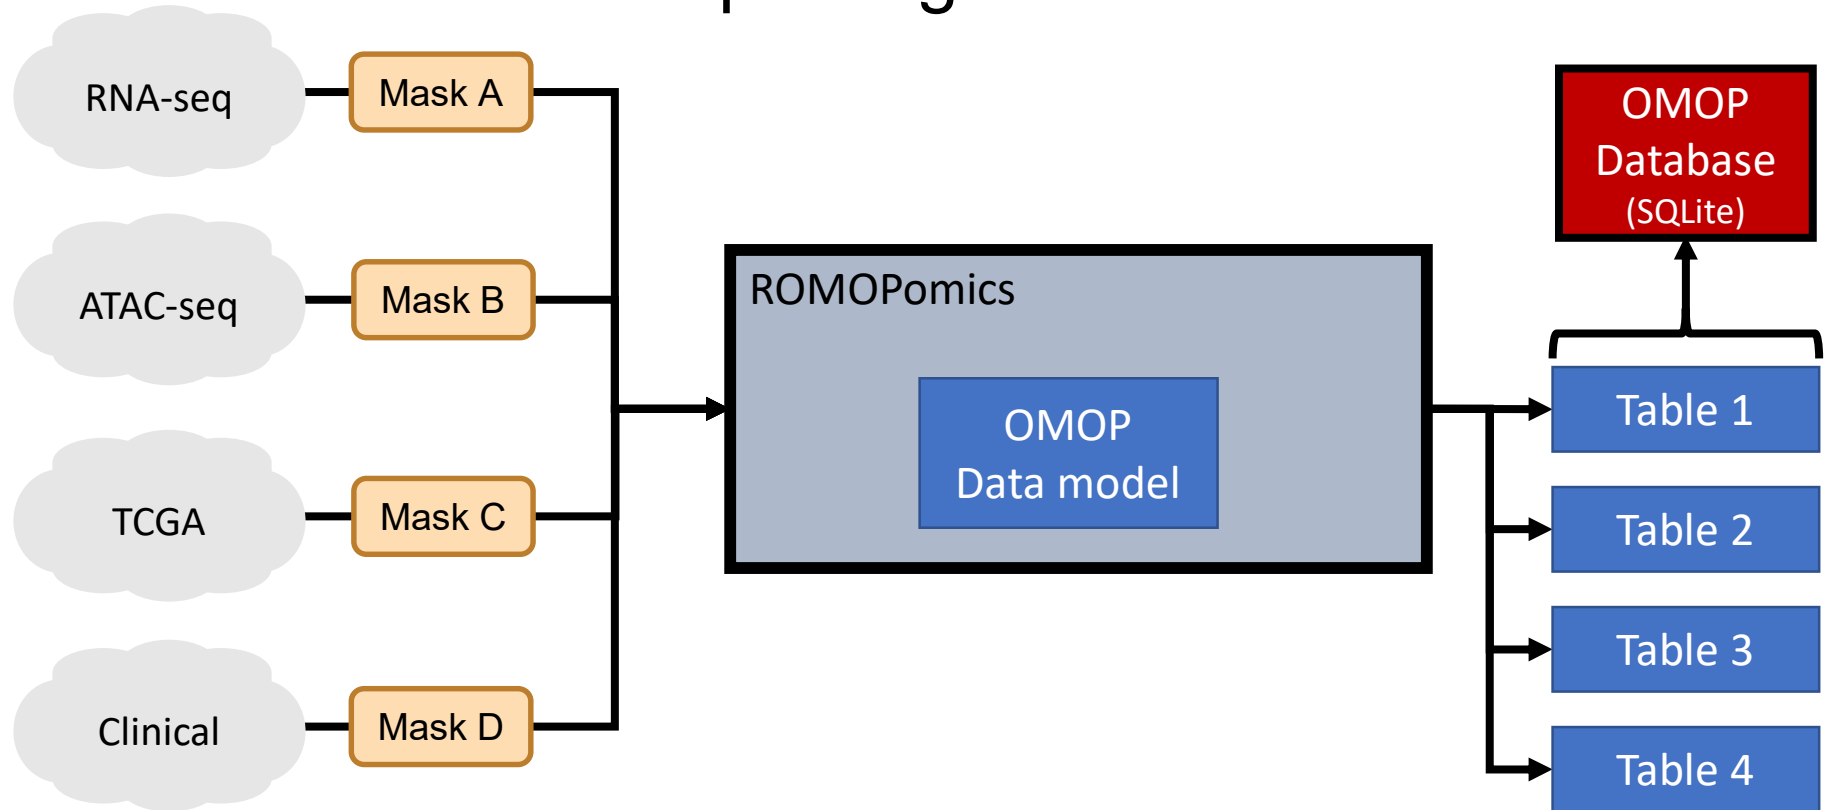 RNA-seq
Mask A
ATAC-seq
Mask B
TCGA
Mask C
Clinical
Mask D
ROMOPomics
OMOP
Data model
OMOP
Database
(SQLite)
Table 1
Table 2
Table 3
Table 4